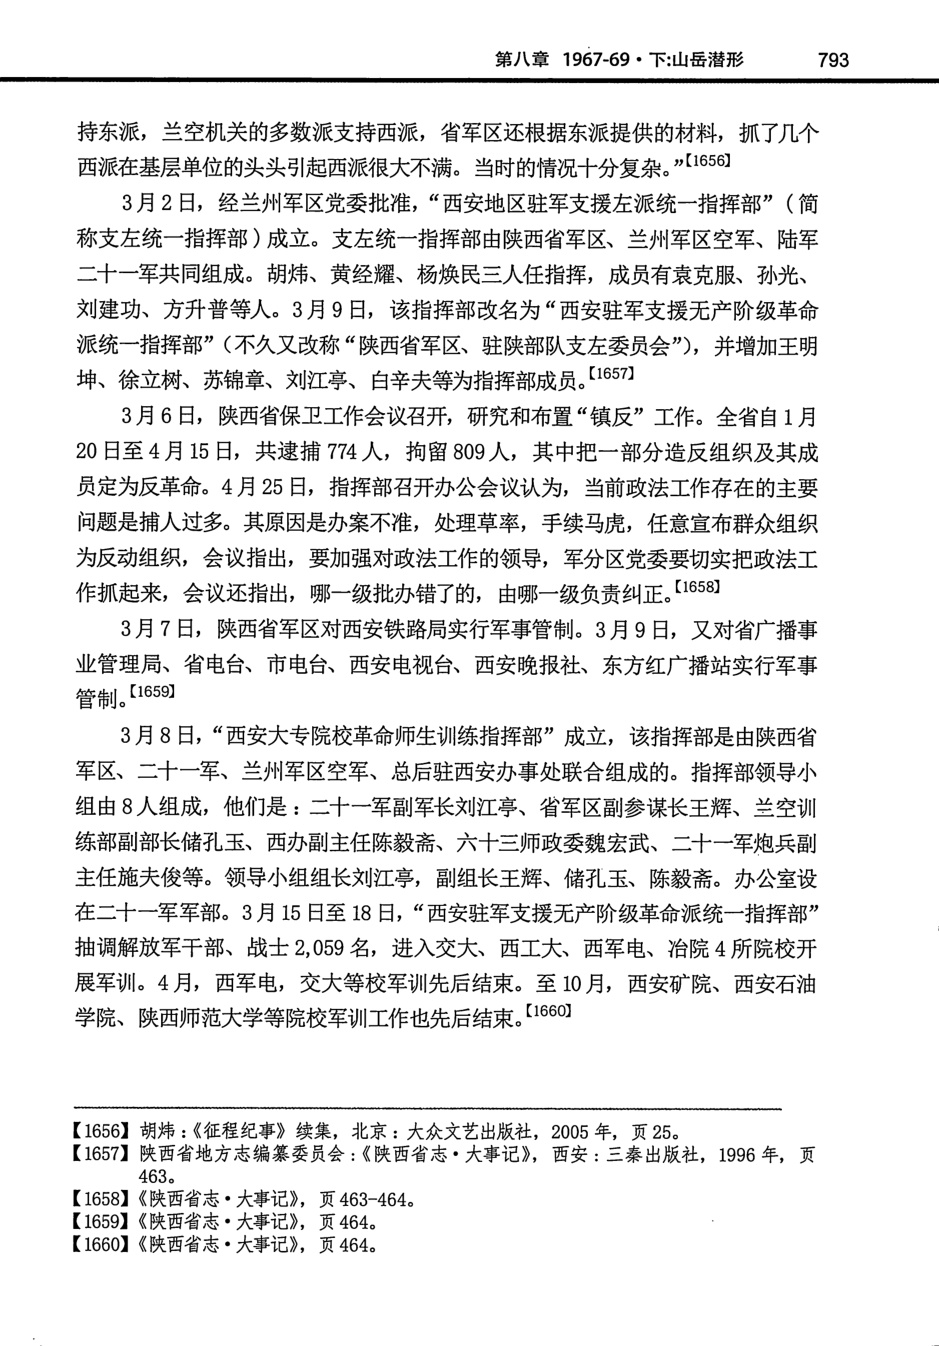 第八章 1967-69·下:山岳潜形 793
持东派，兰空机关的多数派支持西派，省军区还根据东派提供的材料，抓了几个
西派在基层单位的头头引起西派很大不满。当时的情况十分复杂。”【1656】
3月2日，经兰州军区党委批准，“西安地区驻军支援左派统一指挥部”（简
称支左统一指挥部）成立。支左统一指挥部由陕西省军区、兰州军区空军、陆军
二十一军共同组成。胡炜、黄经耀、杨焕民三人任指挥，成员有袁克服、孙光、
刘建功、方升普等人。3月9日，该指挥部改名为“西安驻军支援无产阶级革命
派统一指挥部”（不久又改称“陕西省军区、驻陕部队支左委员会”），并增加王明
坤、徐立树、苏锦章、刘江亭、白辛夫等为指挥部成员。【1657】
3月6日，陕西省保卫工作会议召开，研究和布置“镇反”工作。全省自1月
20日至4月15日，共逮捕774人，拘留809人，其中把一部分造反组织及其成
员定为反革命。4月25日，指挥部召开办公会议认为，当前政法工作存在的主要
问题是捕人过多。其原因是办案不准，处理草率，手续马虎，任意宣布群众组织
为反动组织，会议指出，要加强对政法工作的领导，军分区党委要切实把政法工
作抓起来，会议还指出，哪一级批办错了的，由哪一级负责纠正。【1658】
3月7日，陕西省军区对西安铁路局实行军事管制。3月9日，又对省广播事
业管理局、省电台、市电台、西安电视台、西安晚报社、东方红广播站实行军事
管制。【1659】
3月8日，“西安大专院校革命师生训练指挥部”成立，该指挥部是由陕西省
军区、二十一军、兰州军区空军、总后驻西安办事处联合组成的。指挥部领导小
组由8人组成，他们是：二十一军副军长刘江亭、省军区副参谋长王辉、兰空训
练部副部长储孔玉、西办副主任陈毅斋、六十三师政委魏宏武、二十一军炮兵副
主任施夫俊等。领导小组组长刘江亭，副组长王辉、储孔玉、陈毅斋。办公室设
在二十一军军部。3月15日至18日，“西安驻军支援无产阶级革命派统一指挥部”
抽调解放军干部、战士2,059名，进入交大、西工大、西军电、冶院4所院校开
展军训。4月，西军电，交大等校军训先后结束。至10月，西安矿院、西安石油
学院、陕西师范大学等院校军训工作也先后结束。【1660】
【1656】胡炜：《征程纪事》续集，北京：大众文艺出版社，2005年，页25。
【1657】陕西省地方志编纂委员会：《陕西省志·大事记》，西安：三秦出版社，1996年，页
463。
【1658】《陕西省志·大事记》，页463-464。
【1659】《陕西省志·大事记》，页464。
【1660】《陕西省志·大事记》，页464。